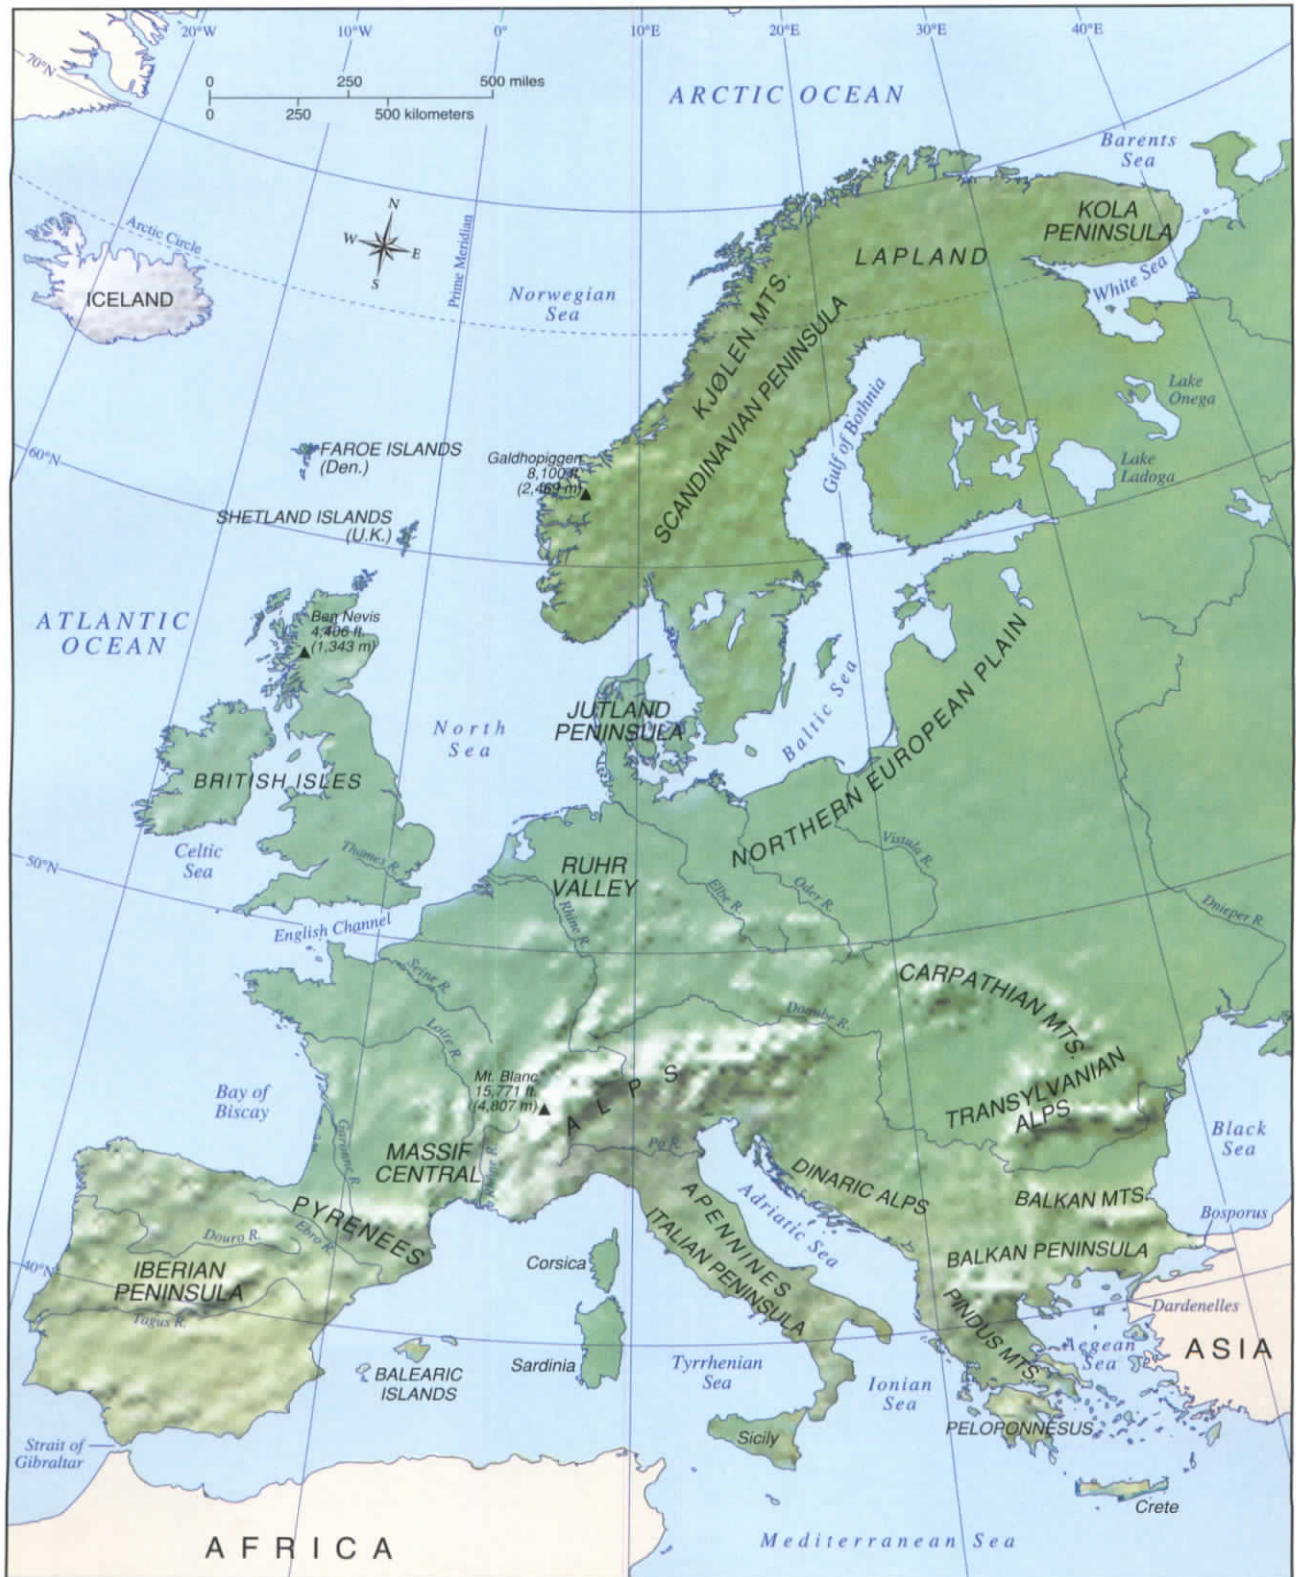 20°W
10°W
0°
10°E
20°E
30°E
40°E
70°N
0
250
500 miles
0
250
500 kilometers
ARCTIC OCEAN
Barents
Sea
N
W
E
S
Arctic Circle
Prime Meridian
KOLA
PENINSULA
LAPLAND
White Sea
ICELAND
Norwegian
Sea
KJØLEN MTS.
SCANDINAVIAN PENINSULA
Gulf of Bothnia
Lake
Onega
Lake
Ladoga
60°N
FAROE ISLANDS
(Den.)
Galdhopiggen
8,100 ft.
(2,469 m)
SHETLAND ISLANDS
(U.K.)
ATLANTIC
OCEAN
Ben Nevis
4,406 ft.
(1,343 m)
North
Sea
JUTLAND
PENINSULA
Baltic Sea
NORTHERN EUROPEAN PLAIN
BRITISH ISLES
Celtic
Sea
Thames R.
50°N
English Channel
RUHR
VALLEY
Rhine R.
Elbe R.
Oder R.
Vistula R.
Dnieper R.
Seine R.
Loire R.
Danube R.
CARPATHIAN MTS.
Mt. Blanc
15,771 ft.
(4,807 m)
ALPS
TRANSYLVANIAN
ALPS
Bay of
Biscay
Garonne R.
MASSIF
CENTRAL
Rhone R.
Po R.
Black
Sea
DINARIC ALPS
BALKAN MTS.
Bosporus
PYRENEES
Douro R.
Ebro R.
APENNINES
ITALIAN PENINSULA
Adriatic Sea
BALKAN PENINSULA
40°N
IBERIAN
PENINSULA
Tagus R.
Corsica
Sardinia
PINDUS MTS.
Dardenelles
Aegean
Sea
ASIA
BALEARIC
ISLANDS
Tyrrhenian
Sea
Ionian
Sea
PELOPONNESUS
Strait of
Gibraltar
Sicily
Crete
AFRICA
Mediterranean Sea